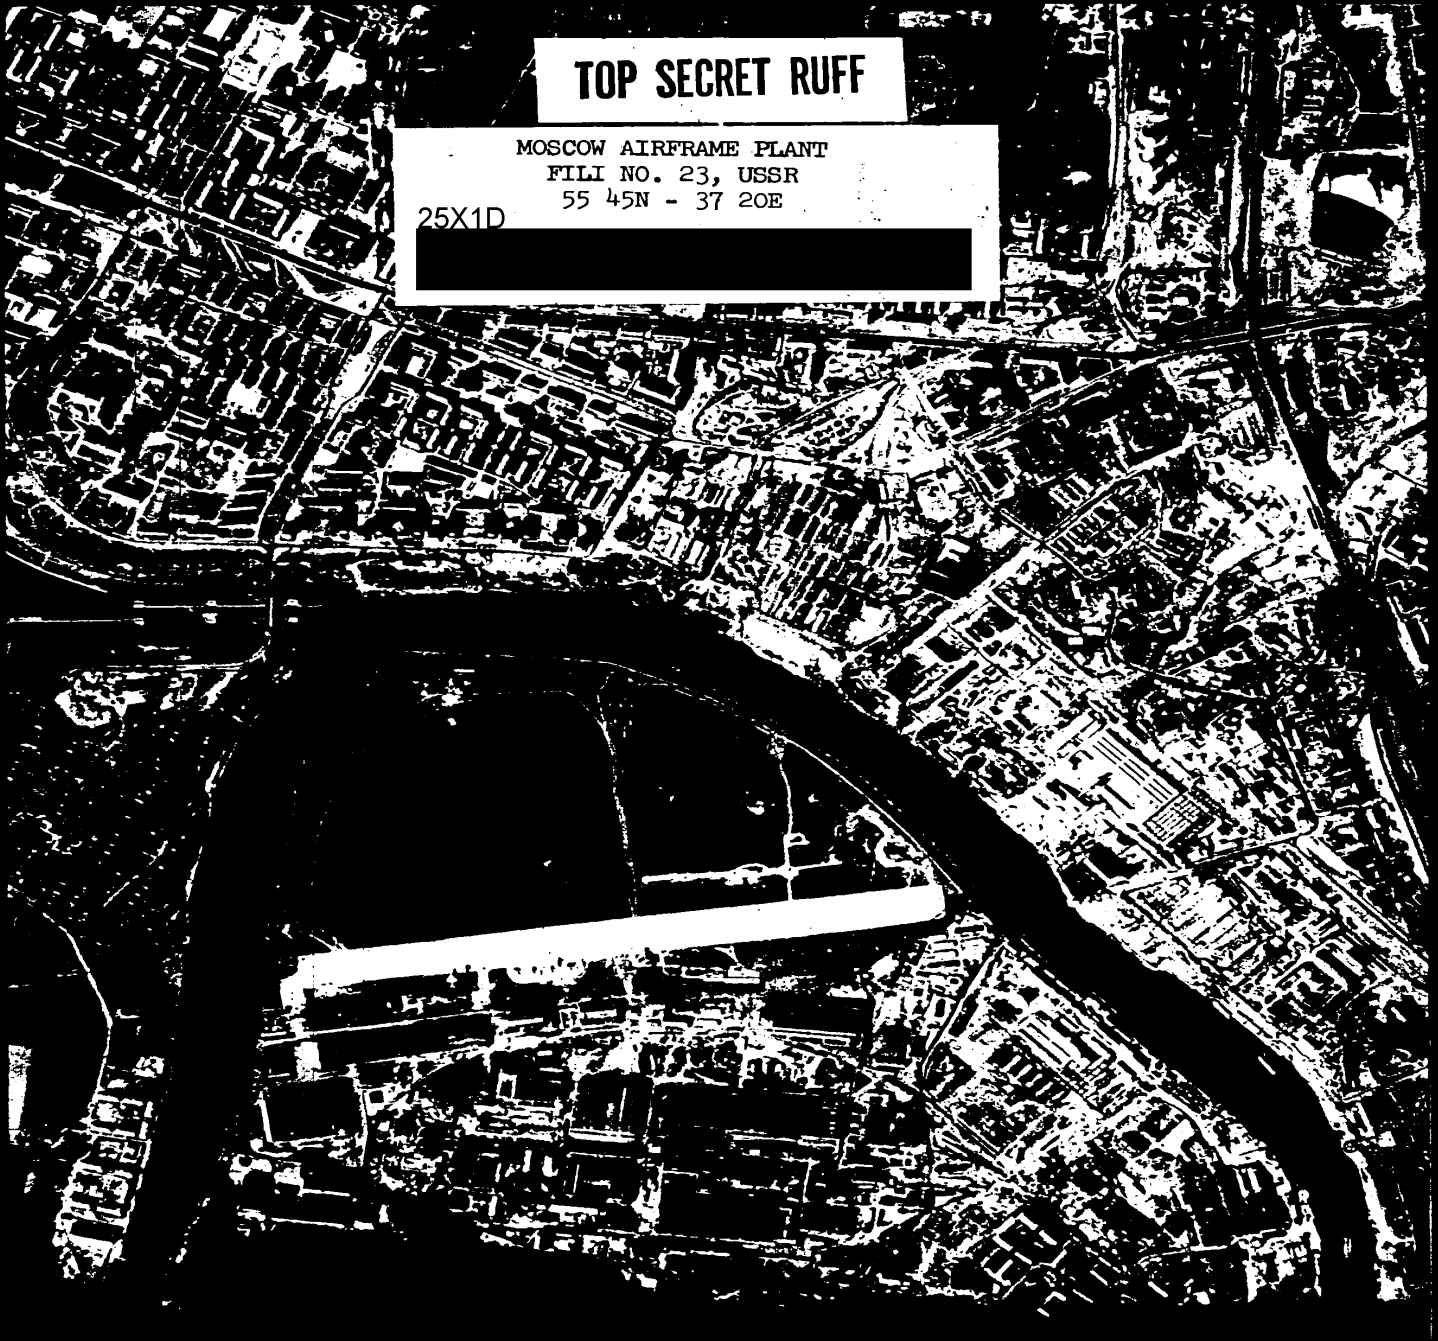 TOP SECRET RUFF
MOSCOW AIRFRAME PLANT
FILI NO. 23, USSR
55 45N - 37 20E
25X1D